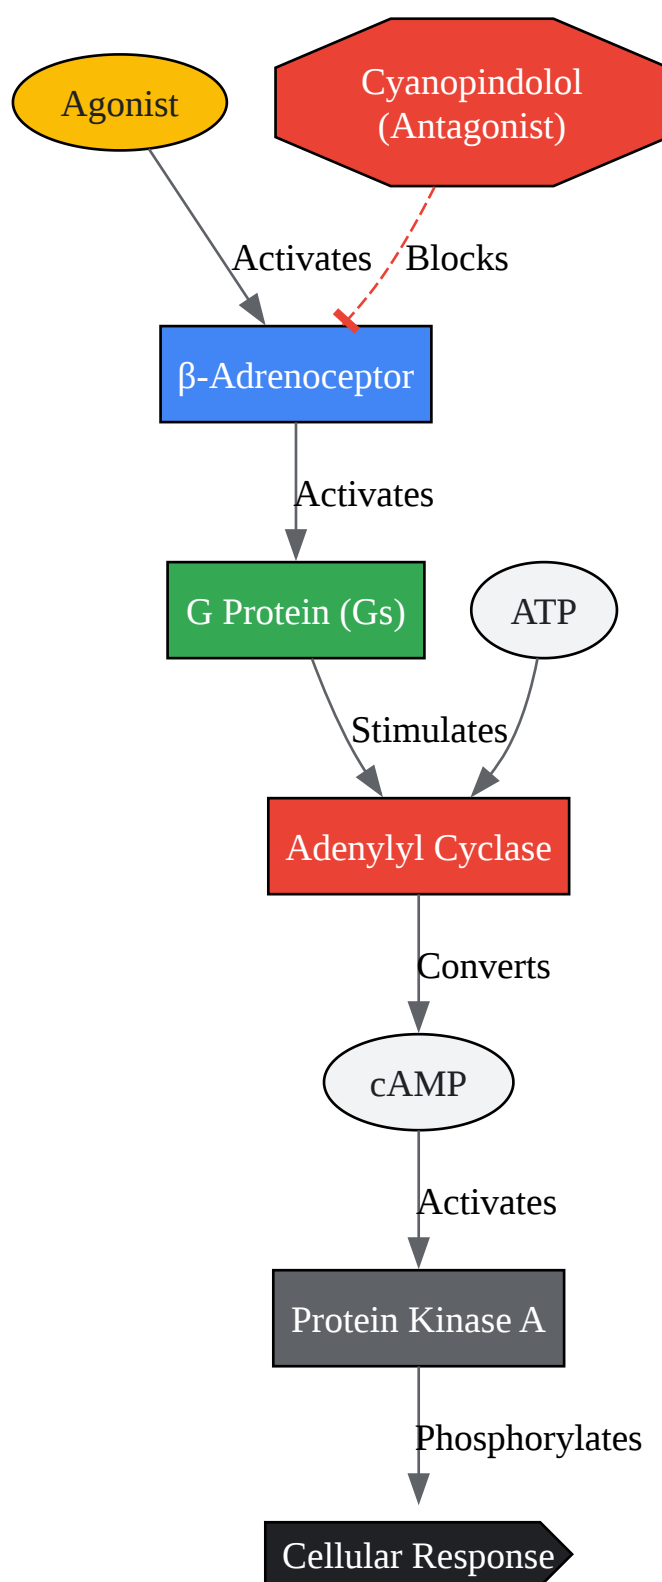 Agonist
Cyanopindolol
(Antagonist)
Activates
Blocks
β-Adrenoceptor
Activates
G Protein (Gs)
ATP
Stimulates
Adenylyl Cyclase
Converts
cAMP
Activates
Protein Kinase A
Phosphorylates
Cellular Response